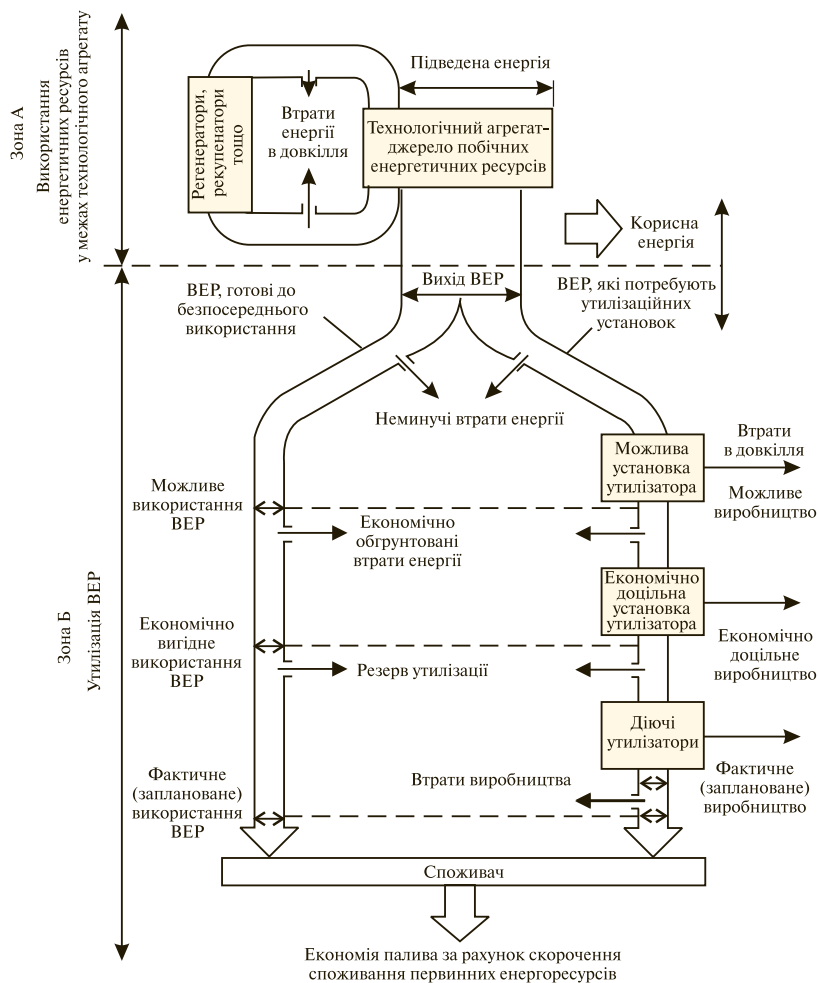 Зона А
Використання
енергетичних ресурсів
у межах технологічного агрегату
Регенератори,
рекупенатори
тощо
Втрати
енергії
в довкілля
Підведена енергія
Технологічний агрегат-
джерело побічних
енергетичних ресурсів
Корисна
енергія
Зона Б
Утилізація ВЕР
ВЕР, готові до
безпосереднього
використання
Вихід ВЕР
ВЕР, які потребують
утилізаційних
установок
Неминучі втрати енергії
Можлива
установка
утилізатора
Втрати
в довкілля
Можливе
виробництво
Можливе
використання
ВЕР
Економічно
обгрунтовані
втрати енергії
Економічно
доцільна
установка
утилізатора
Економічно
доцільне
виробництво
Економічно
вигідне
використання
ВЕР
Резерв утилізації
Діючі
утилізатори
Фактичне
(заплановане)
виробництво
Втрати виробництва
Фактичне
(заплановане)
використання
ВЕР
Споживач
Економія палива за рахунок скорочення
споживання первинних енергоресурсів